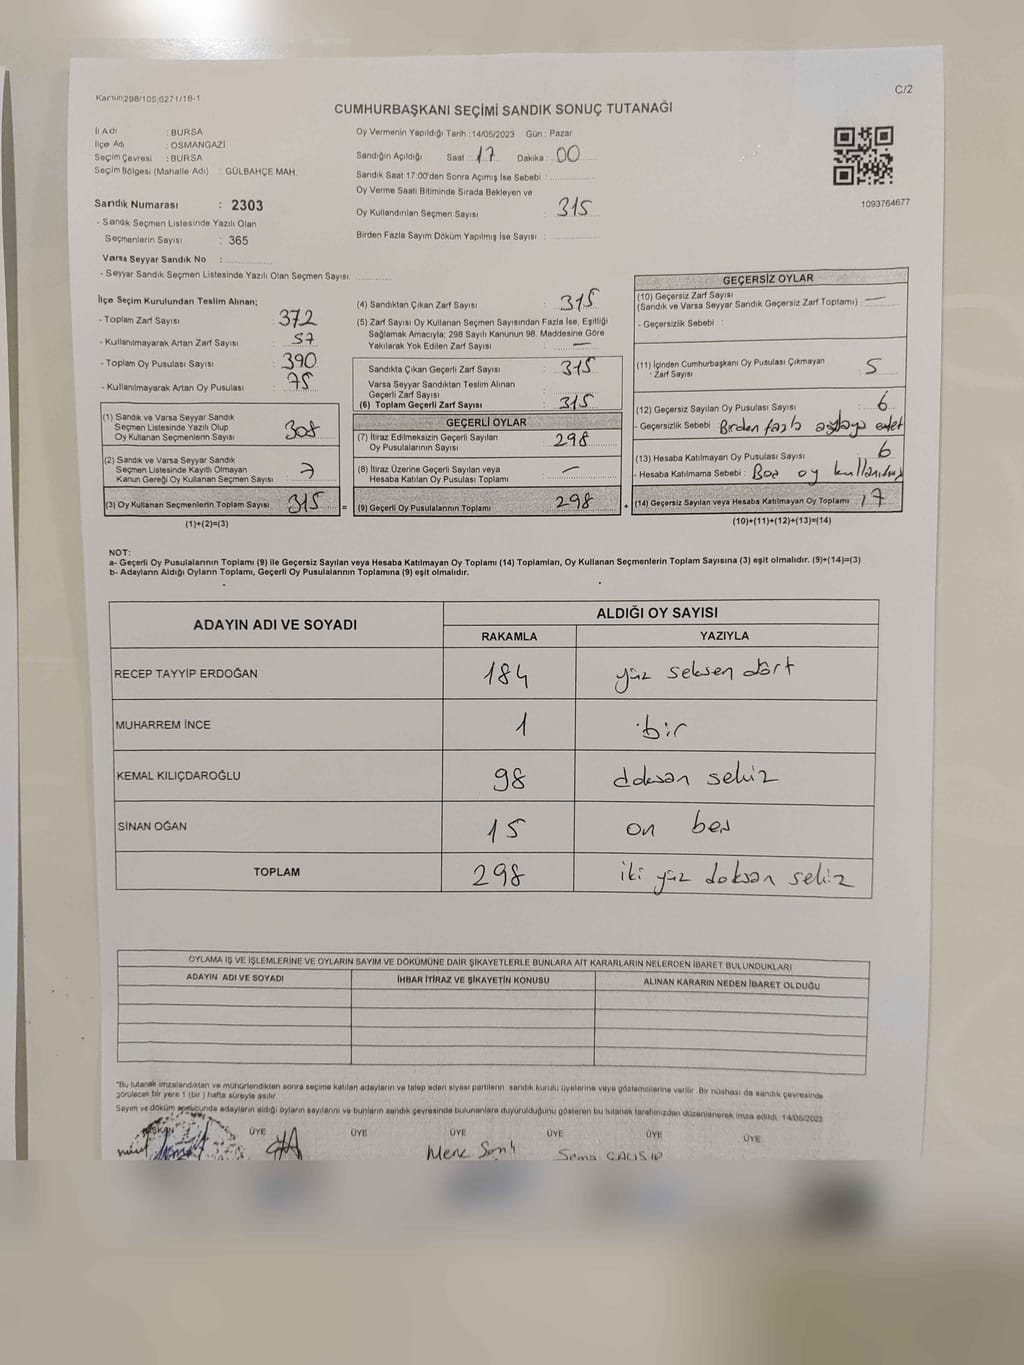 Kanun:298/105,6271/18-1
C/2
CUMHURBAŞKANI SEÇİMİ SANDIK SONUÇ TUTANAĞI
İl Adı : BURSA
İlçe Adı : OSMANGAZİ
Seçim Çevresi : BURSA
Seçim Bölgesi (Mahalle Adı) : GÜLBAHÇE MAH.
Sandık Numarası : 2303
- Sandık Seçmen Listesinde Yazılı Olan
Seçmenlerin Sayısı : 365
Varsa Seyyar Sandık No :
- Seyyar Sandık Seçmen Listesinde Yazılı Olan Seçmen Sayısı:
Oy Vermenin Yapıldığı Tarih :14/05/2023 Gün : Pazar
Sandığın Açıldığı Saat : 17 Dakika : 00
Sandık Saat 17:00'den Sonra Açımış İse Sebebi :
Oy Verme Saati Bitiminde Sırada Bekleyen ve
Oy Kullandırılan Seçmen Sayısı : 315
Birden Fazla Sayım Döküm Yapılmış İse Sayısı :
1093764677
İlçe Seçim Kurulundan Teslim Alınan;
- Toplam Zarf Sayısı : 372
- Kullanılmayarak Artan Zarf Sayısı : 57
- Toplam Oy Pusulası Sayısı : 390
- Kullanılmayarak Artan Oy Pusulası : 75
(1) Sandık ve Varsa Seyyar Sandık
Seçmen Listesinde Yazılı Olup
Oy Kullanan Seçmenlerin Sayısı : 308
(2) Sandık ve Varsa Seyyar Sandık
Seçmen Listesinde Kayıtlı Olmayan
Kanun Gereği Oy Kullanan Seçmen Sayısı : 7
(3) Oy Kullanan Seçmenlerin Toplam Sayısı : 315 =
(1)+(2)=(3)
(4) Sandıktan Çıkan Zarf Sayısı : 315
(5) Zarf Sayısı Oy Kullanan Seçmen Sayısından Fazla İse, Eşitliği
Sağlamak Amacıyla; 298 Sayılı Kanunun 98. Maddesine Göre
Yakılarak Yok Edilen Zarf Sayısı : —
Sandıkta Çıkan Geçerli Zarf Sayısı : 315
Varsa Seyyar Sandıktan Teslim Alınan
Geçerli Zarf Sayısı :
(6) Toplam Geçerli Zarf Sayısı : 315
GEÇERLİ OYLAR
(7) İtiraz Edilmeksizin Geçerli Sayılan
Oy Pusulalarının Sayısı : 298
(8) İtiraz Üzerine Geçerli Sayılan veya
Hesaba Katılan Oy Pusulası Toplamı : —
(9) Geçerli Oy Pusulalarının Toplamı : 298 +
GEÇERSİZ OYLAR
(10) Geçersiz Zarf Sayısı
(Sandık ve Varsa Seyyar Sandık Geçersiz Zarf Toplamı) : —
- Geçersizlik Sebebi :
(11) İçinden Cumhurbaşkanı Oy Pusulası Çıkmayan
Zarf Sayısı : 5
(12) Geçersiz Sayılan Oy Pusulası Sayısı : 6
- Geçersizlik Sebebi : Birden fazla adaya evet
(13) Hesaba Katılmayan Oy Pusulası Sayısı : 6
- Hesaba Katılmama Sebebi : Boş oy kullanılmış
(14) Geçersiz Sayılan veya Hesaba Katılmayan Oy Toplamı : 17
(10)+(11)+(12)+(13)=(14)
NOT:
a- Geçerli Oy Pusulalarının Toplamı (9) ile Geçersiz Sayılan veya Hesaba Katılmayan Oy Toplamı (14) Toplamları, Oy Kullanan Seçmenlerin Toplam Sayısına (3) eşit olmalıdır. (9)+(14)=(3)
b- Adayların Aldığı Oyların Toplamı, Geçerli Oy Pusulalarının Toplamına (9) eşit olmalıdır.
ADAYIN ADI VE SOYADI ALDIĞI OY SAYISI
RAKAMLA YAZIYLA
RECEP TAYYİP ERDOĞAN 184 yüz seksen dört
MUHARREM İNCE 1 bir
KEMAL KILIÇDAROĞLU 98 doksan sekiz
SİNAN OĞAN 15 on beş
TOPLAM 298 iki yüz doksan sekiz
OYLAMA İŞ VE İŞLEMLERİNE VE OYLARIN SAYIM VE DÖKÜMÜNE DAİR ŞİKAYETLERLE BUNLARA AİT KARARLARIN NELERDEN İBARET BULUNDUKLARI
ADAYIN ADI VE SOYADI İHBAR İTİRAZ VE ŞİKAYETİN KONUSU ALINAN KARARIN NEDEN İBARET OLDUĞU
"Bu tutanak imzalandıktan ve mühürlendikten sonra seçime katılan adayların ve talep eden siyasi partilerin sandık kurulu üyelerine veya gözlemcilerine verilir .Bir nüshası da sandık çevresinde
görülecek bir yere 1 (bir ) hafta süreyle asılır.
Sayım ve döküm sonucunda adayların aldığı oyların sayılarını ve bunların sandık çevresinde bulunanlara duyurulduğunu gösteren bu tutanak tarafımızdan düzenlenerek imza edildi. 14/05/2023
ÜYE ÜYE ÜYE ÜYE ÜYE ÜYE